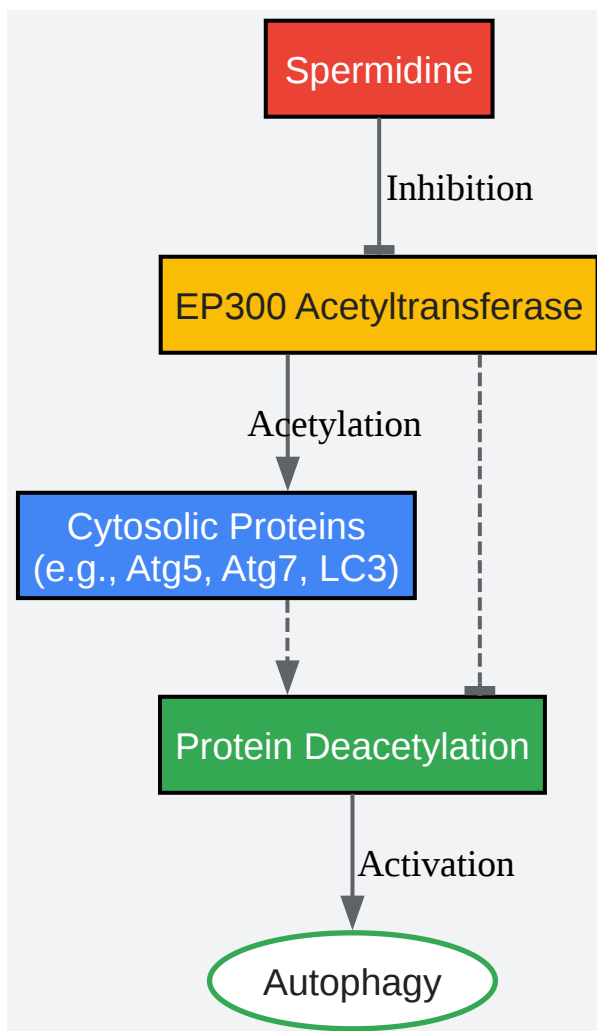 Spermidine
Inhibition
EP300 Acetyltransferase
Acetylation
Cytosolic Proteins
(e.g., Atg5, Atg7, LC3)
Protein Deacetylation
Activation
Autophagy